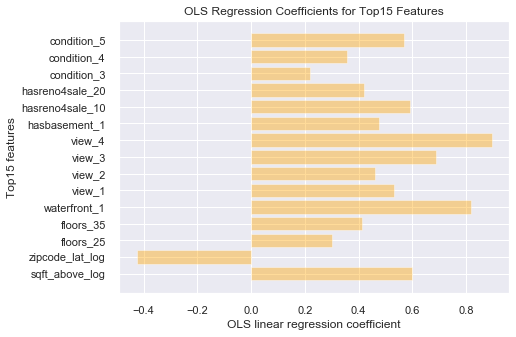 OLS Regression Coefficients for Top15 Features
Top15 features
condition_5
condition_4
condition_3
hasreno4sale_20
hasreno4sale_10
hasbasement_1
view_4
view_3
view_2
view_1
waterfront_1
floors_35
floors_25
zipcode_lat_log
sqft_above_log
−0.4 −0.2 0.0 0.2 0.4 0.6 0.8
OLS linear regression coefficient